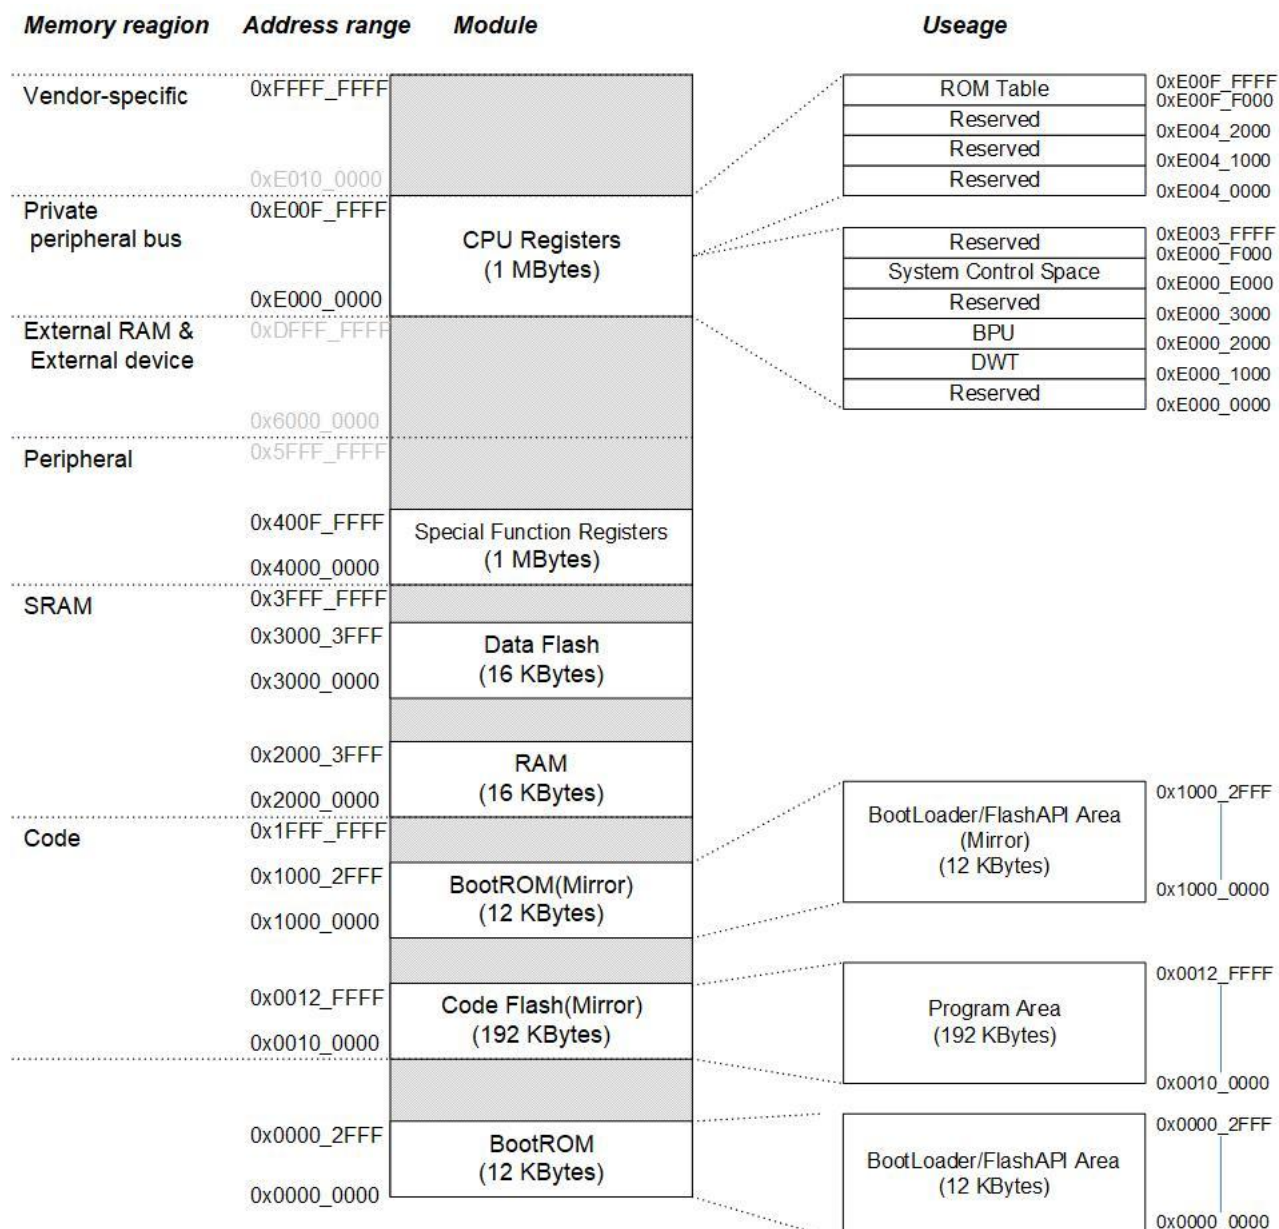 Memory reagion Address range Module Useage
Vendor-specific
0xFFFF_FFFF
0xE010_0000
Private
peripheral bus
0xE00F_FFFF
0xE000_0000
CPU Registers
(1 MBytes)
External RAM &
External device
0xDFFF_FFFF
0x6000_0000
Peripheral
0x5FFF_FFFF
0x400F_FFFF
0x4000_0000
Special Function Registers
(1 MBytes)
SRAM
0x3FFF_FFFF
0x3000_3FFF
0x3000_0000
Data Flash
(16 KBytes)
0x2000_3FFF
0x2000_0000
RAM
(16 KBytes)
Code
0x1FFF_FFFF
0x1000_2FFF
0x1000_0000
BootROM(Mirror)
(12 KBytes)
0x0012_FFFF
0x0010_0000
Code Flash(Mirror)
(192 KBytes)
0x0000_2FFF
0x0000_0000
BootROM
(12 KBytes)
ROM Table
Reserved
Reserved
Reserved
0xE00F_FFFF
0xE00F_F000
0xE004_2000
0xE004_1000
0xE004_0000
Reserved
System Control Space
Reserved
BPU
DWT
Reserved
0xE003_FFFF
0xE000_F000
0xE000_E000
0xE000_3000
0xE000_2000
0xE000_1000
0xE000_0000
BootLoader/FlashAPI Area
(Mirror)
(12 KBytes)
0x1000_2FFF
0x1000_0000
Program Area
(192 KBytes)
0x0012_FFFF
0x0010_0000
BootLoader/FlashAPI Area
(12 KBytes)
0x0000_2FFF
0x0000_0000